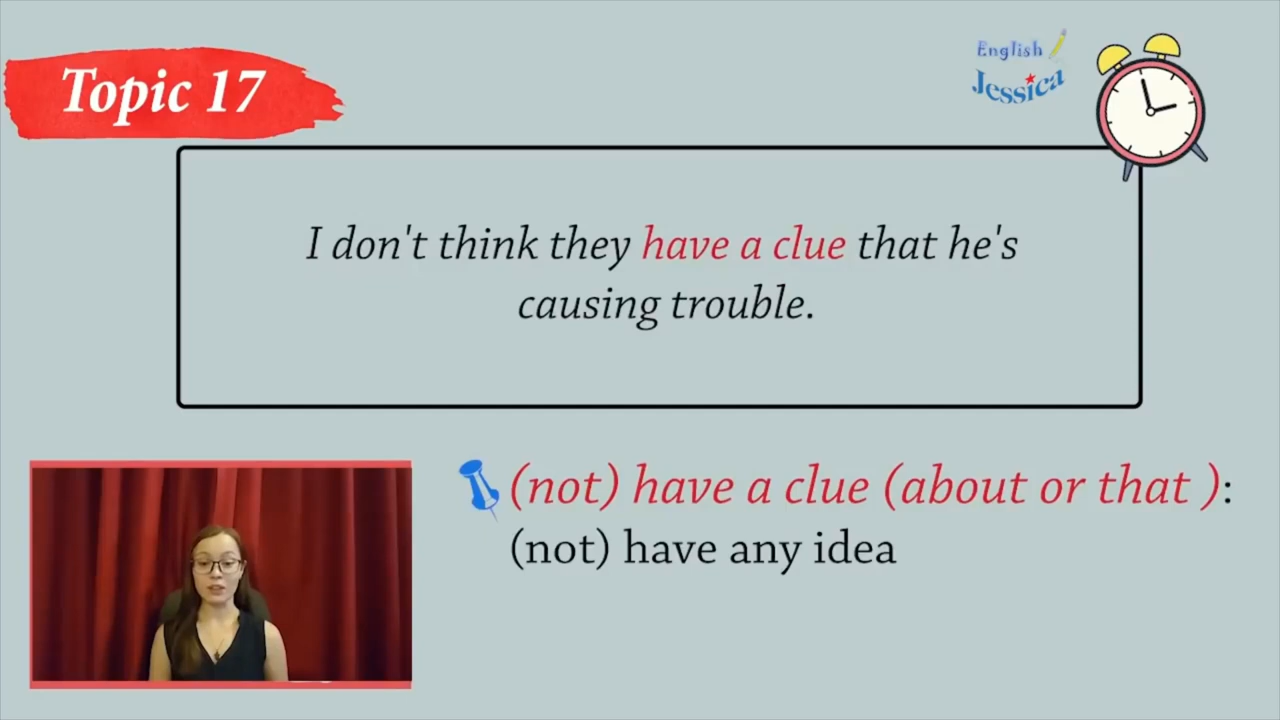 Topic 17
English
Jessica
I don't think they have a clue that he's
causing trouble.
(not) have a clue (about or that ):
(not) have any idea